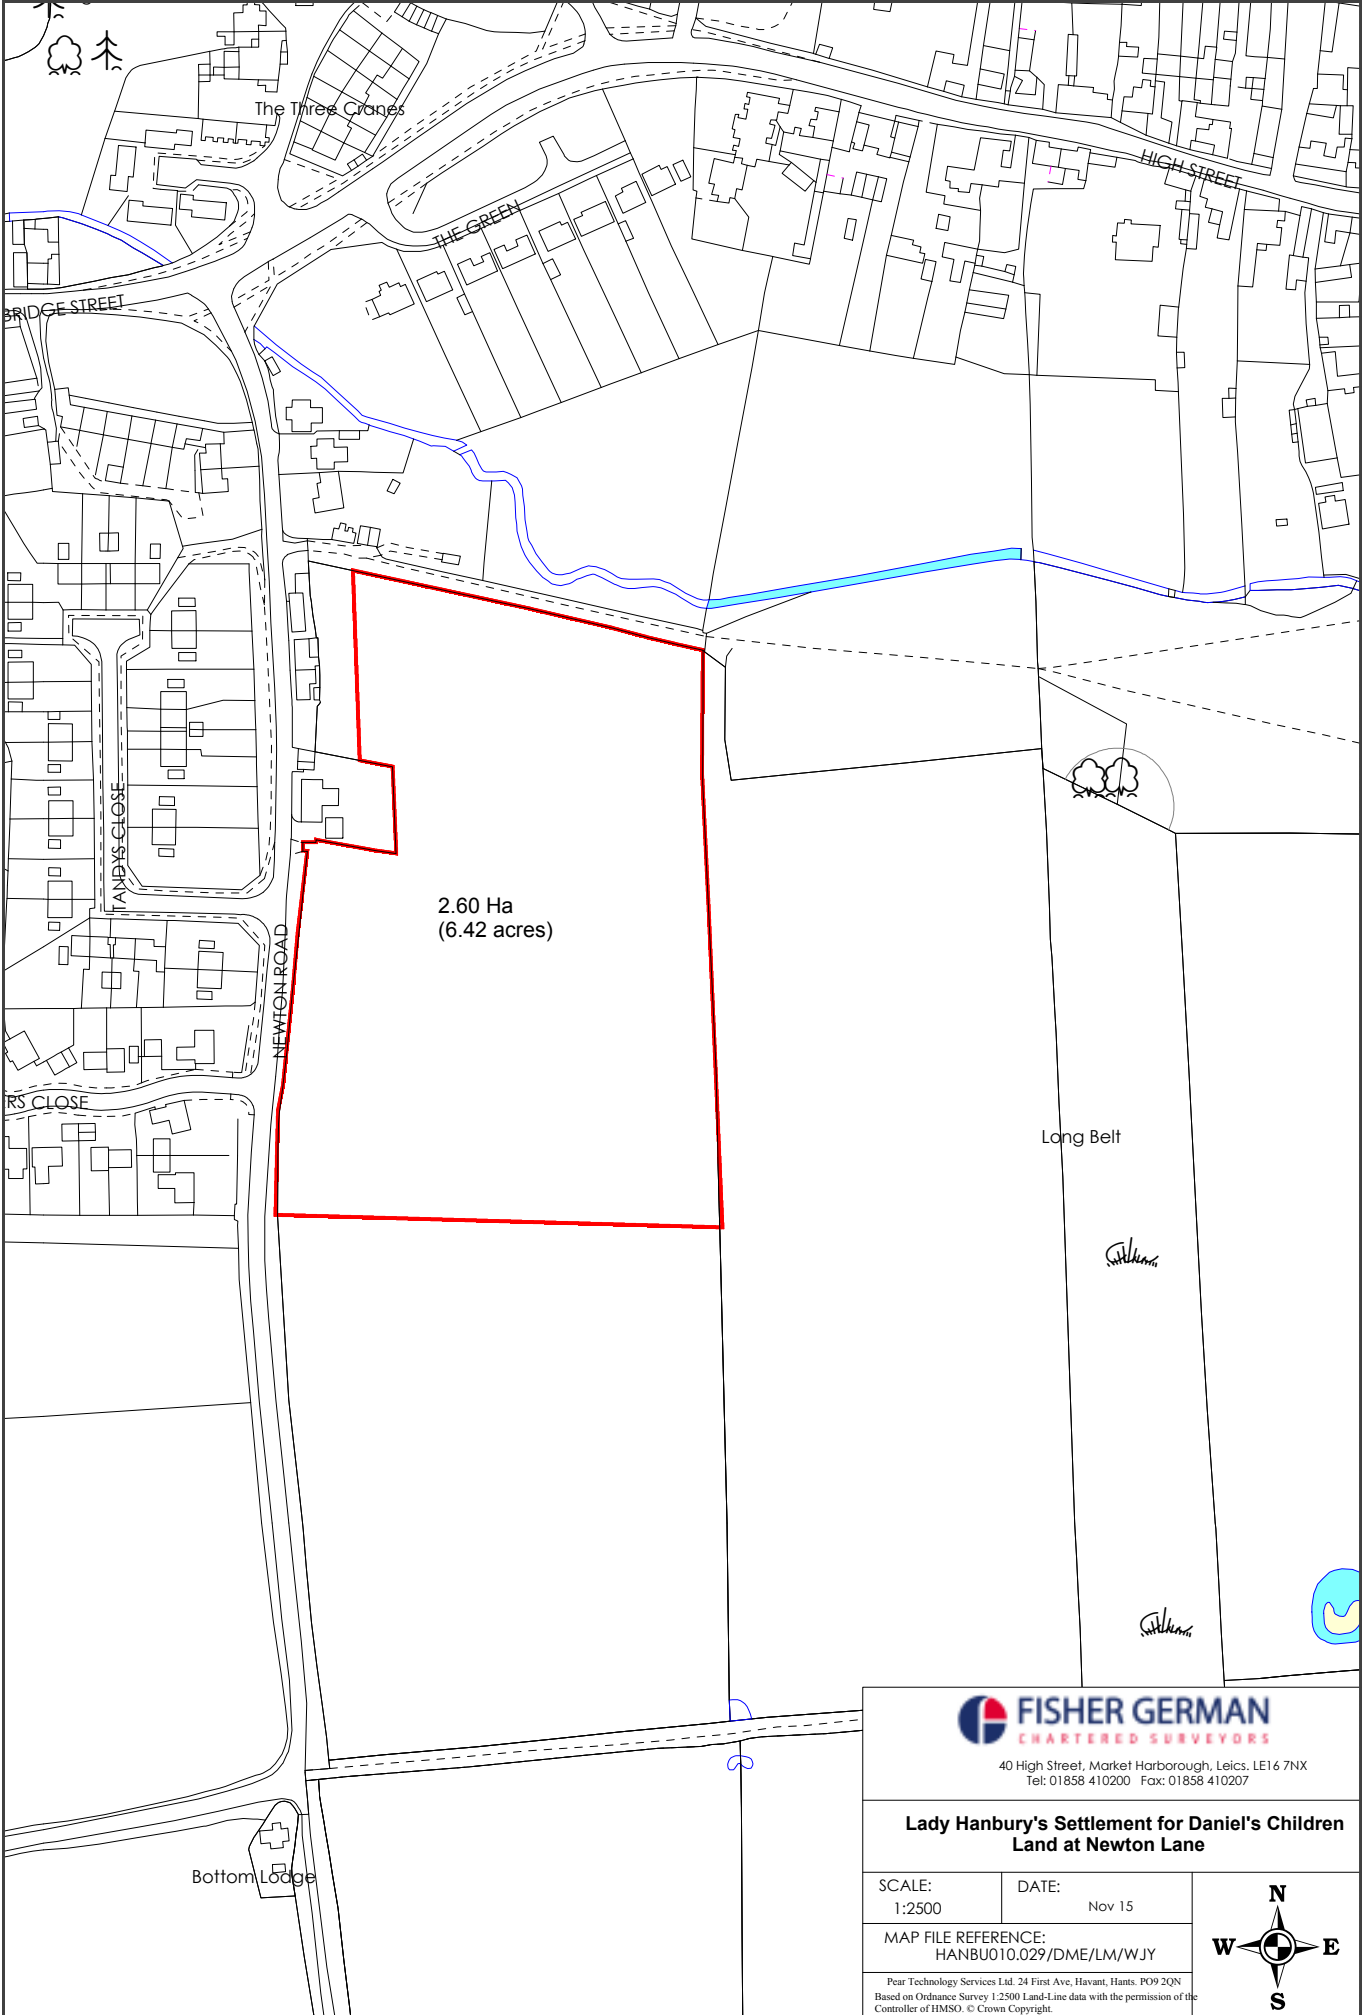 The Three Cranes
HIGH STREET
THE GREEN
BRIDGE STREET
TANDYS CLOSE
2.60 Ha
(6.42 acres)
NEWTON ROAD
RS CLOSE
Long Belt
Bottom Lodge
FISHER GERMAN
CHARTERED SURVEYORS
40 High Street, Market Harborough, Leics. LE16 7NX
Tel: 01858 410200 Fax: 01858 410207
Lady Hanbury's Settlement for Daniel's Children
Land at Newton Lane
SCALE:
1:2500
DATE:
Nov 15
MAP FILE REFERENCE:
HANBU010.029/DME/LM/WJY
N
W
E
S
Pear Technology Services Ltd. 24 First Ave, Havant, Hants. PO9 2QN
Based on Ordnance Survey 1:2500 Land-Line data with the permission of the
Controller of HMSO. © Crown Copyright.